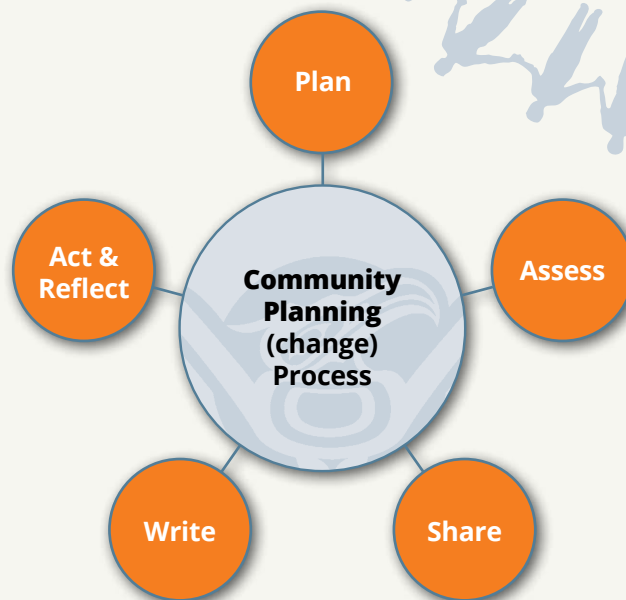 Plan
Assess
Share
Write
Act &
Reflect
Community
Planning
(change)
Process